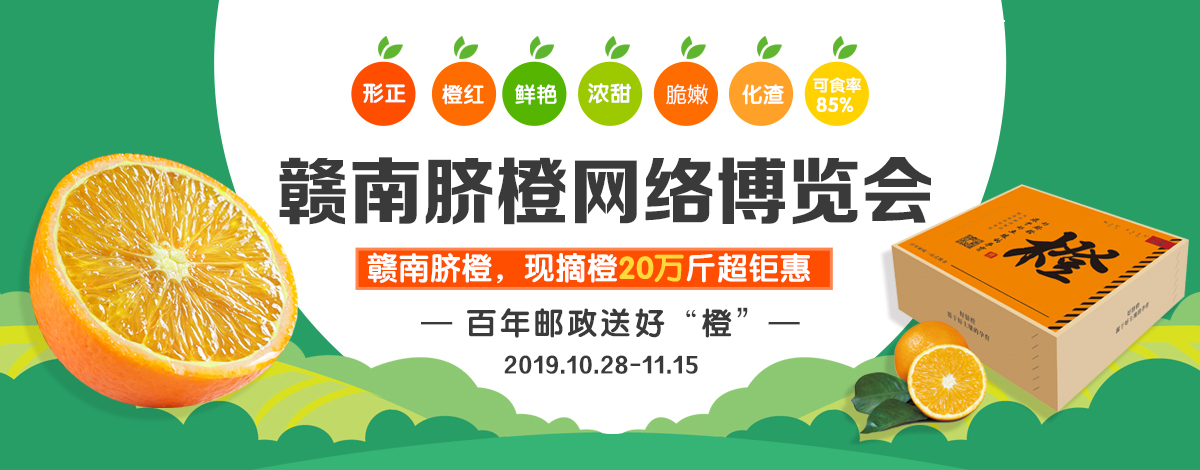 形正 橙红 鲜艳 浓甜 脆嫩 化渣 可食率85%
赣南脐橙网络博览会
赣南脐橙，现摘橙20万斤超钜惠
— 百年邮政送好“橙” —
2019.10.28-11.15
橙